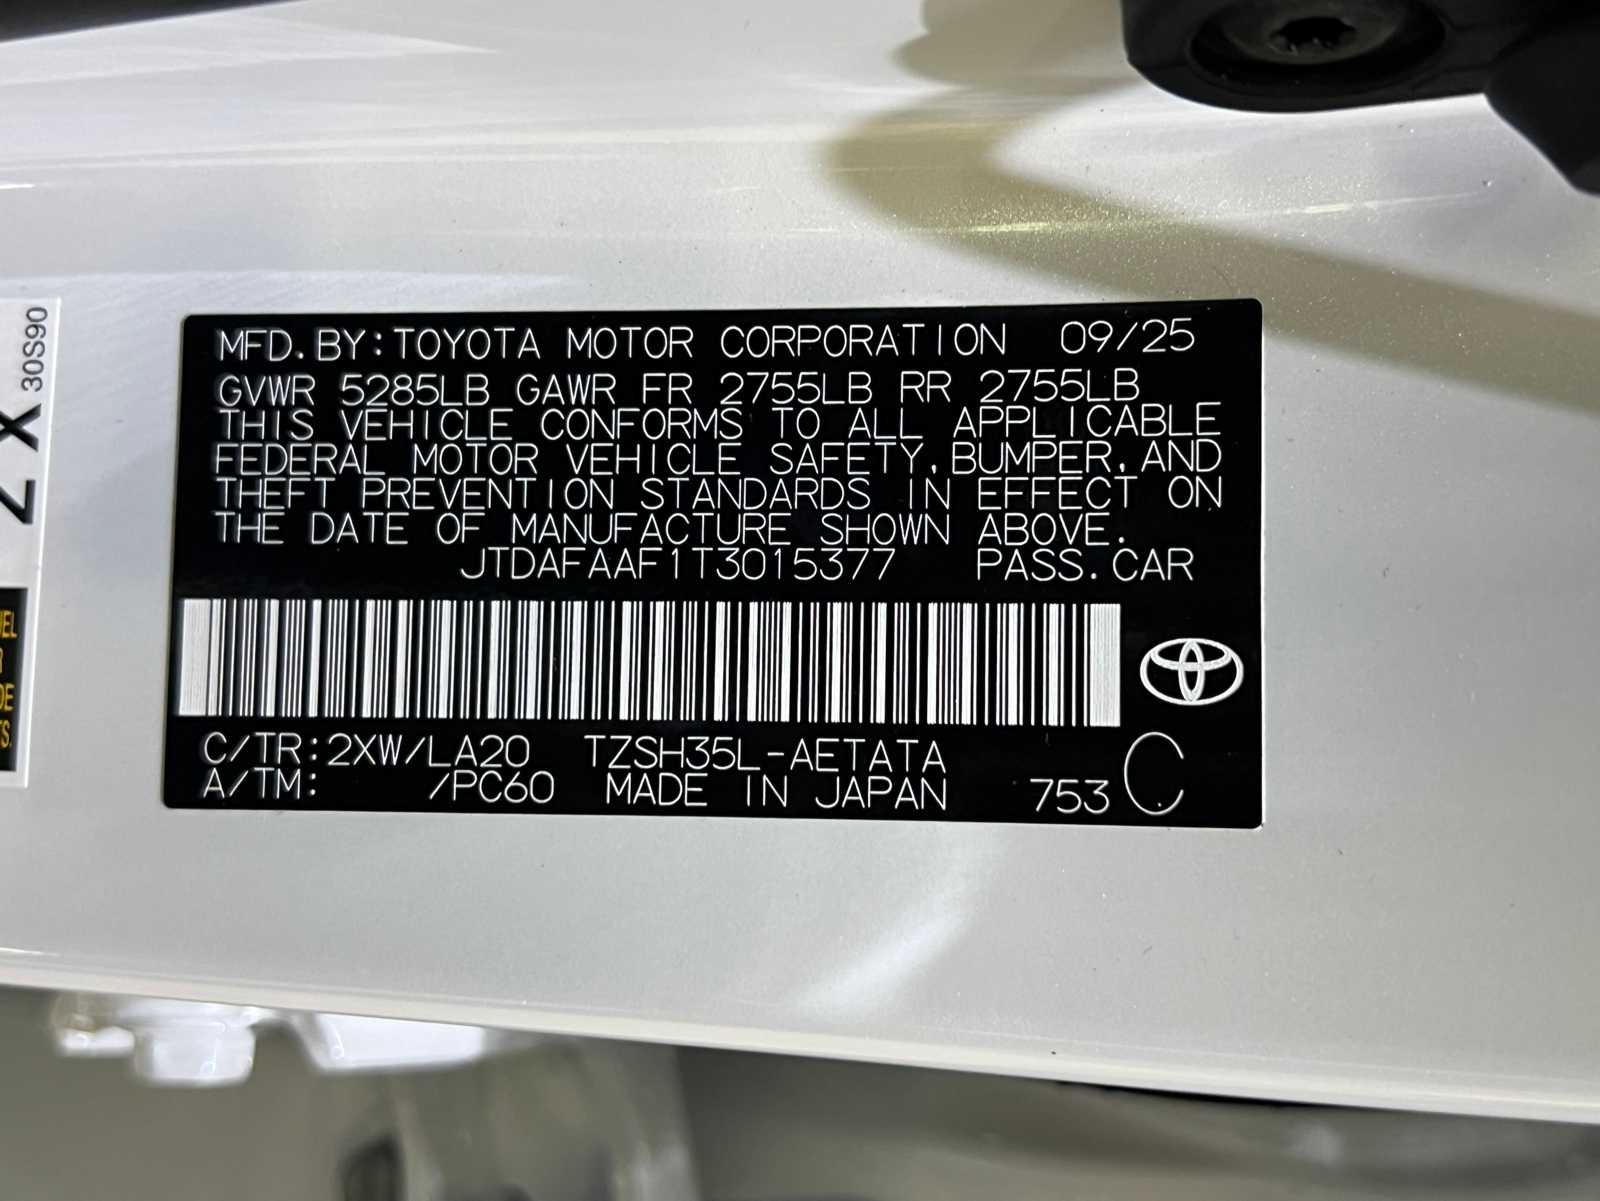 MFD.BY:TOYOTA MOTOR CORPORATION 09/25
GVWR 5285LB GAWR FR 2755LB RR 2755LB
THIS VEHICLE CONFORMS TO ALL APPLICABLE
FEDERAL MOTOR VEHICLE SAFETY,BUMPER,AND
THEFT PREVENTION STANDARDS IN EFFECT ON
THE DATE OF MANUFACTURE SHOWN ABOVE.
JTDAFAAF1T3015377 PASS.CAR
C/TR:2XW/LA20 TZSH35L-AETATA
A/TM: /PC60 MADE IN JAPAN 753 C
30S90